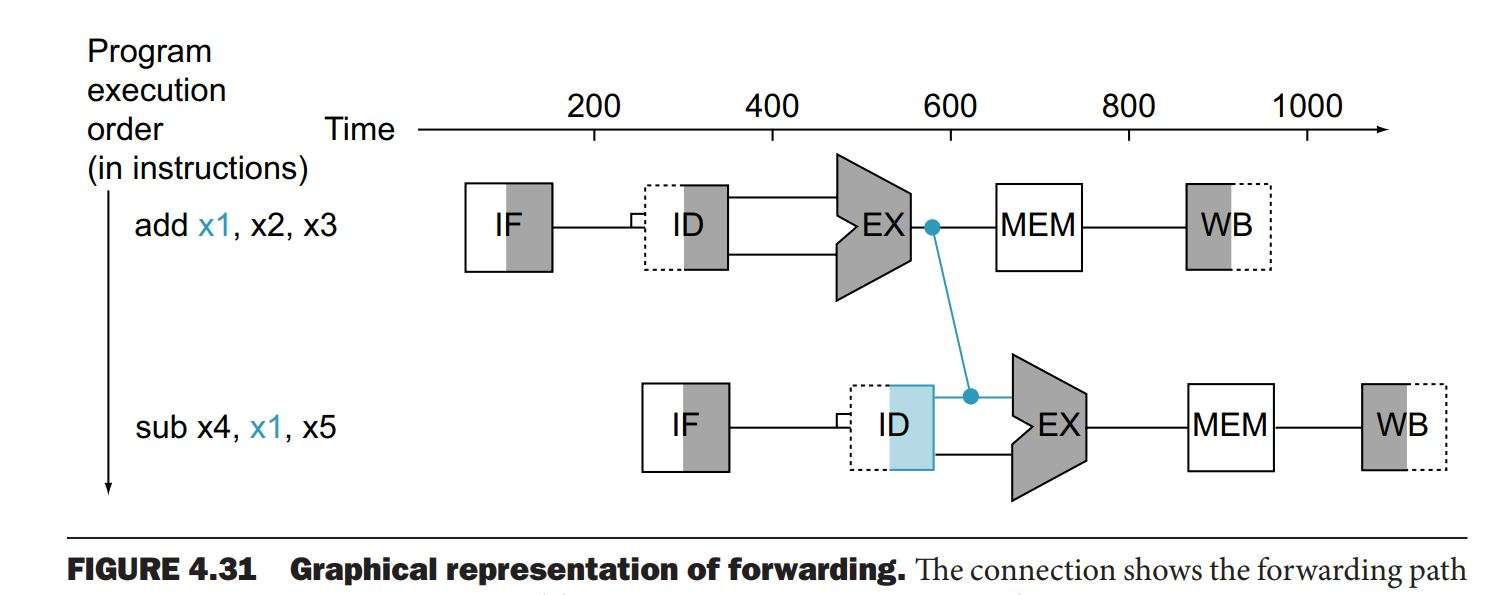 Program
execution
order
(in instructions)
Time
200 400 600 800 1000
add x1, x2, x3
IF ID EX MEM WB
sub x4, x1, x5
IF ID EX MEM WB
FIGURE 4.31 Graphical representation of forwarding. The connection shows the forwarding path